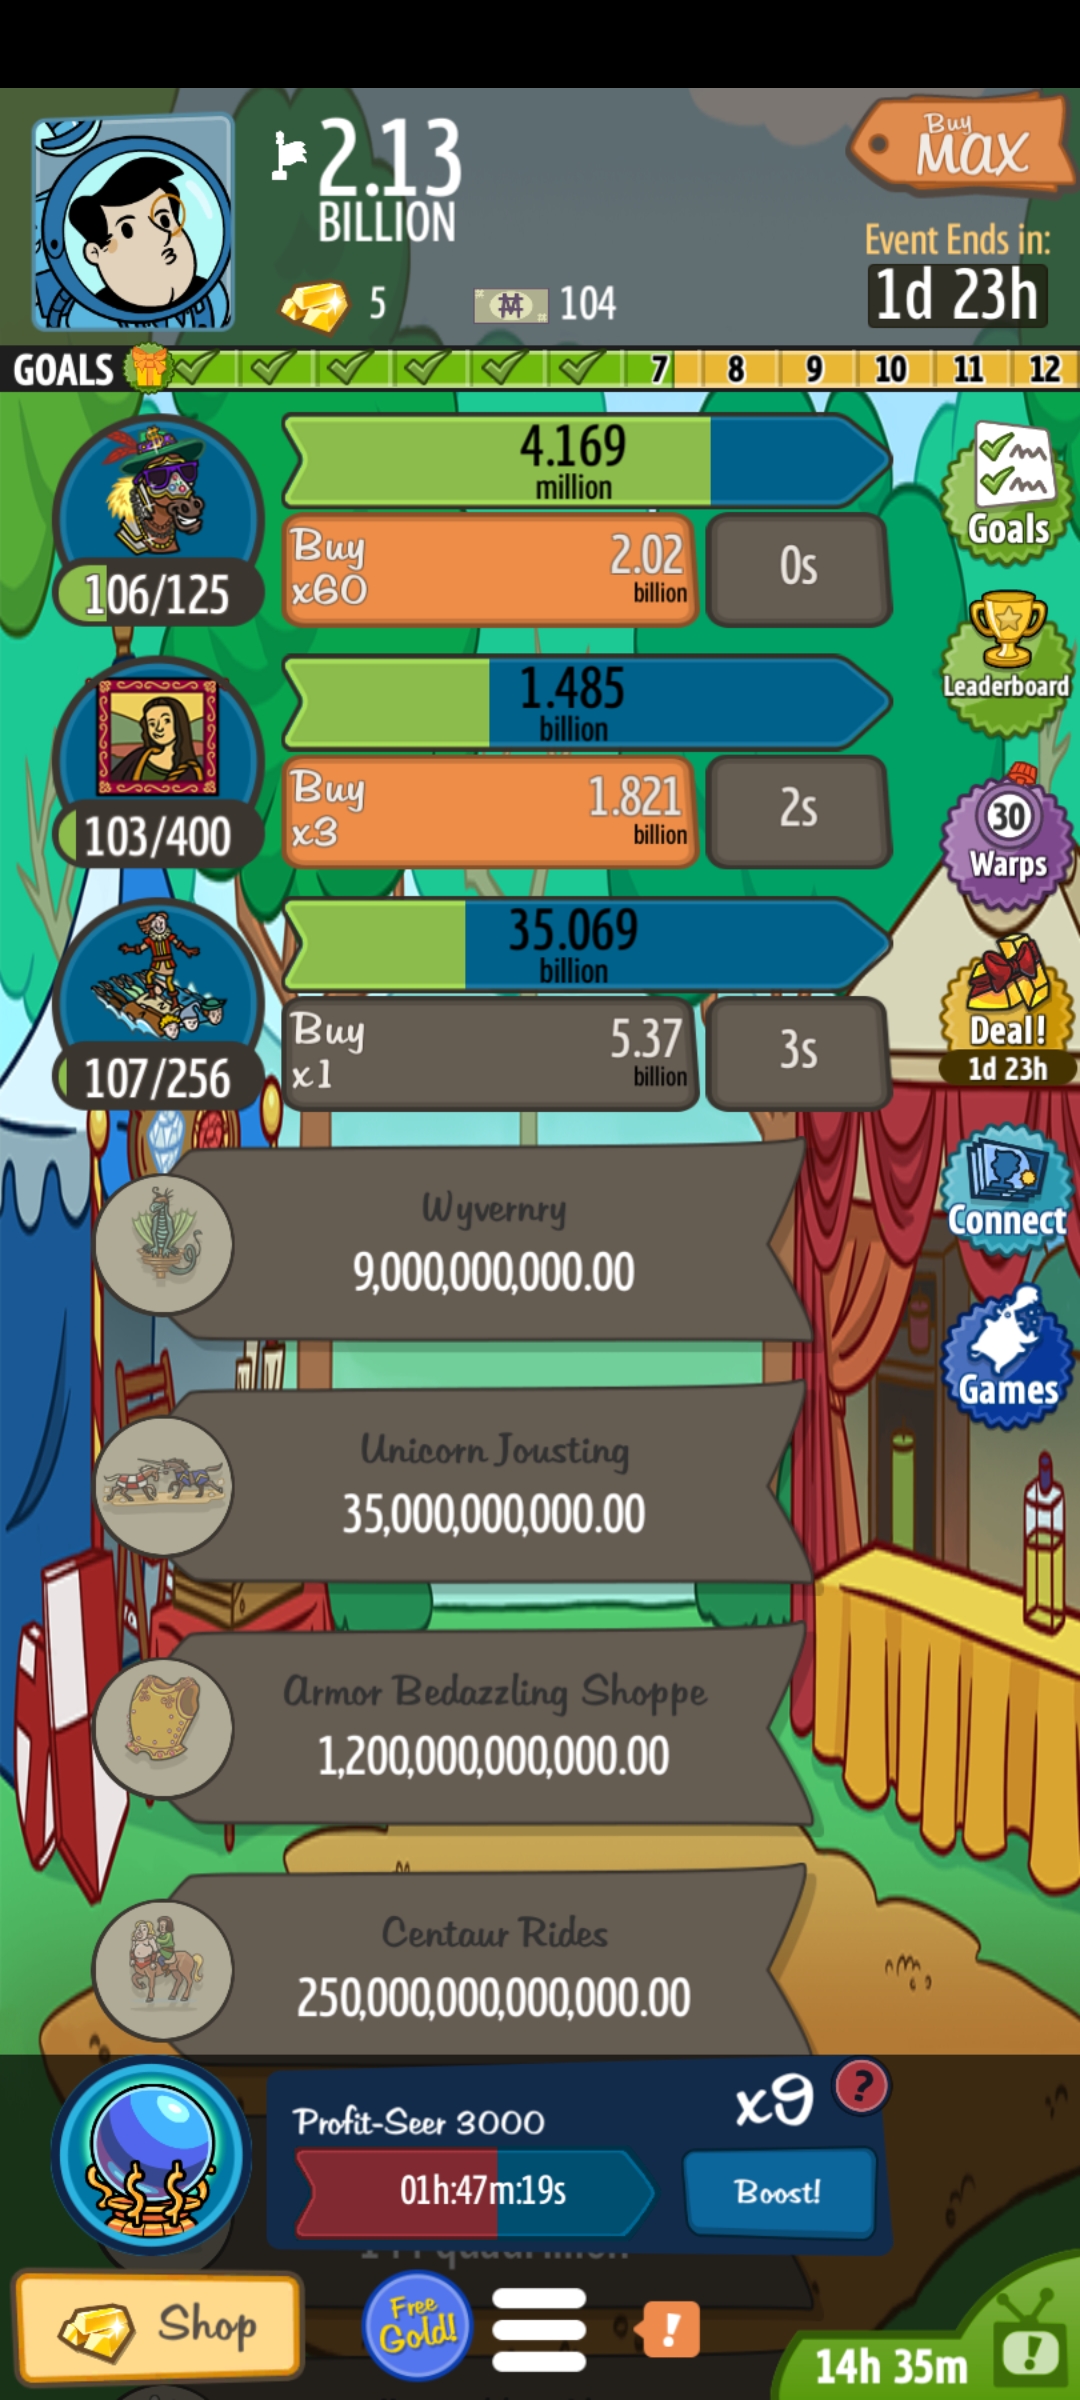 2.13
BILLION
Buy
MAX
Event Ends in:
1d 23h
5
104
GOALS
7
8
9
10
11
12
4.169
million
Buy
x60
2.02
billion
0s
106/125
Goals
1.485
billion
Buy
x3
1.821
billion
2s
103/400
Leaderboard
30
Warps
35.069
billion
Buy
x1
5.37
billion
3s
107/256
Deal!
1d 23h
Wyvernry
9,000,000,000.00
Connect
Unicorn Jousting
35,000,000,000.00
Games
Armor Bedazzling Shoppe
1,200,000,000,000.00
Centaur Rides
250,000,000,000,000.00
Profit-Seer 3000
x9
?
01h:47m:19s
Boost!
Shop
Free
Gold!
!
14h 35m
!